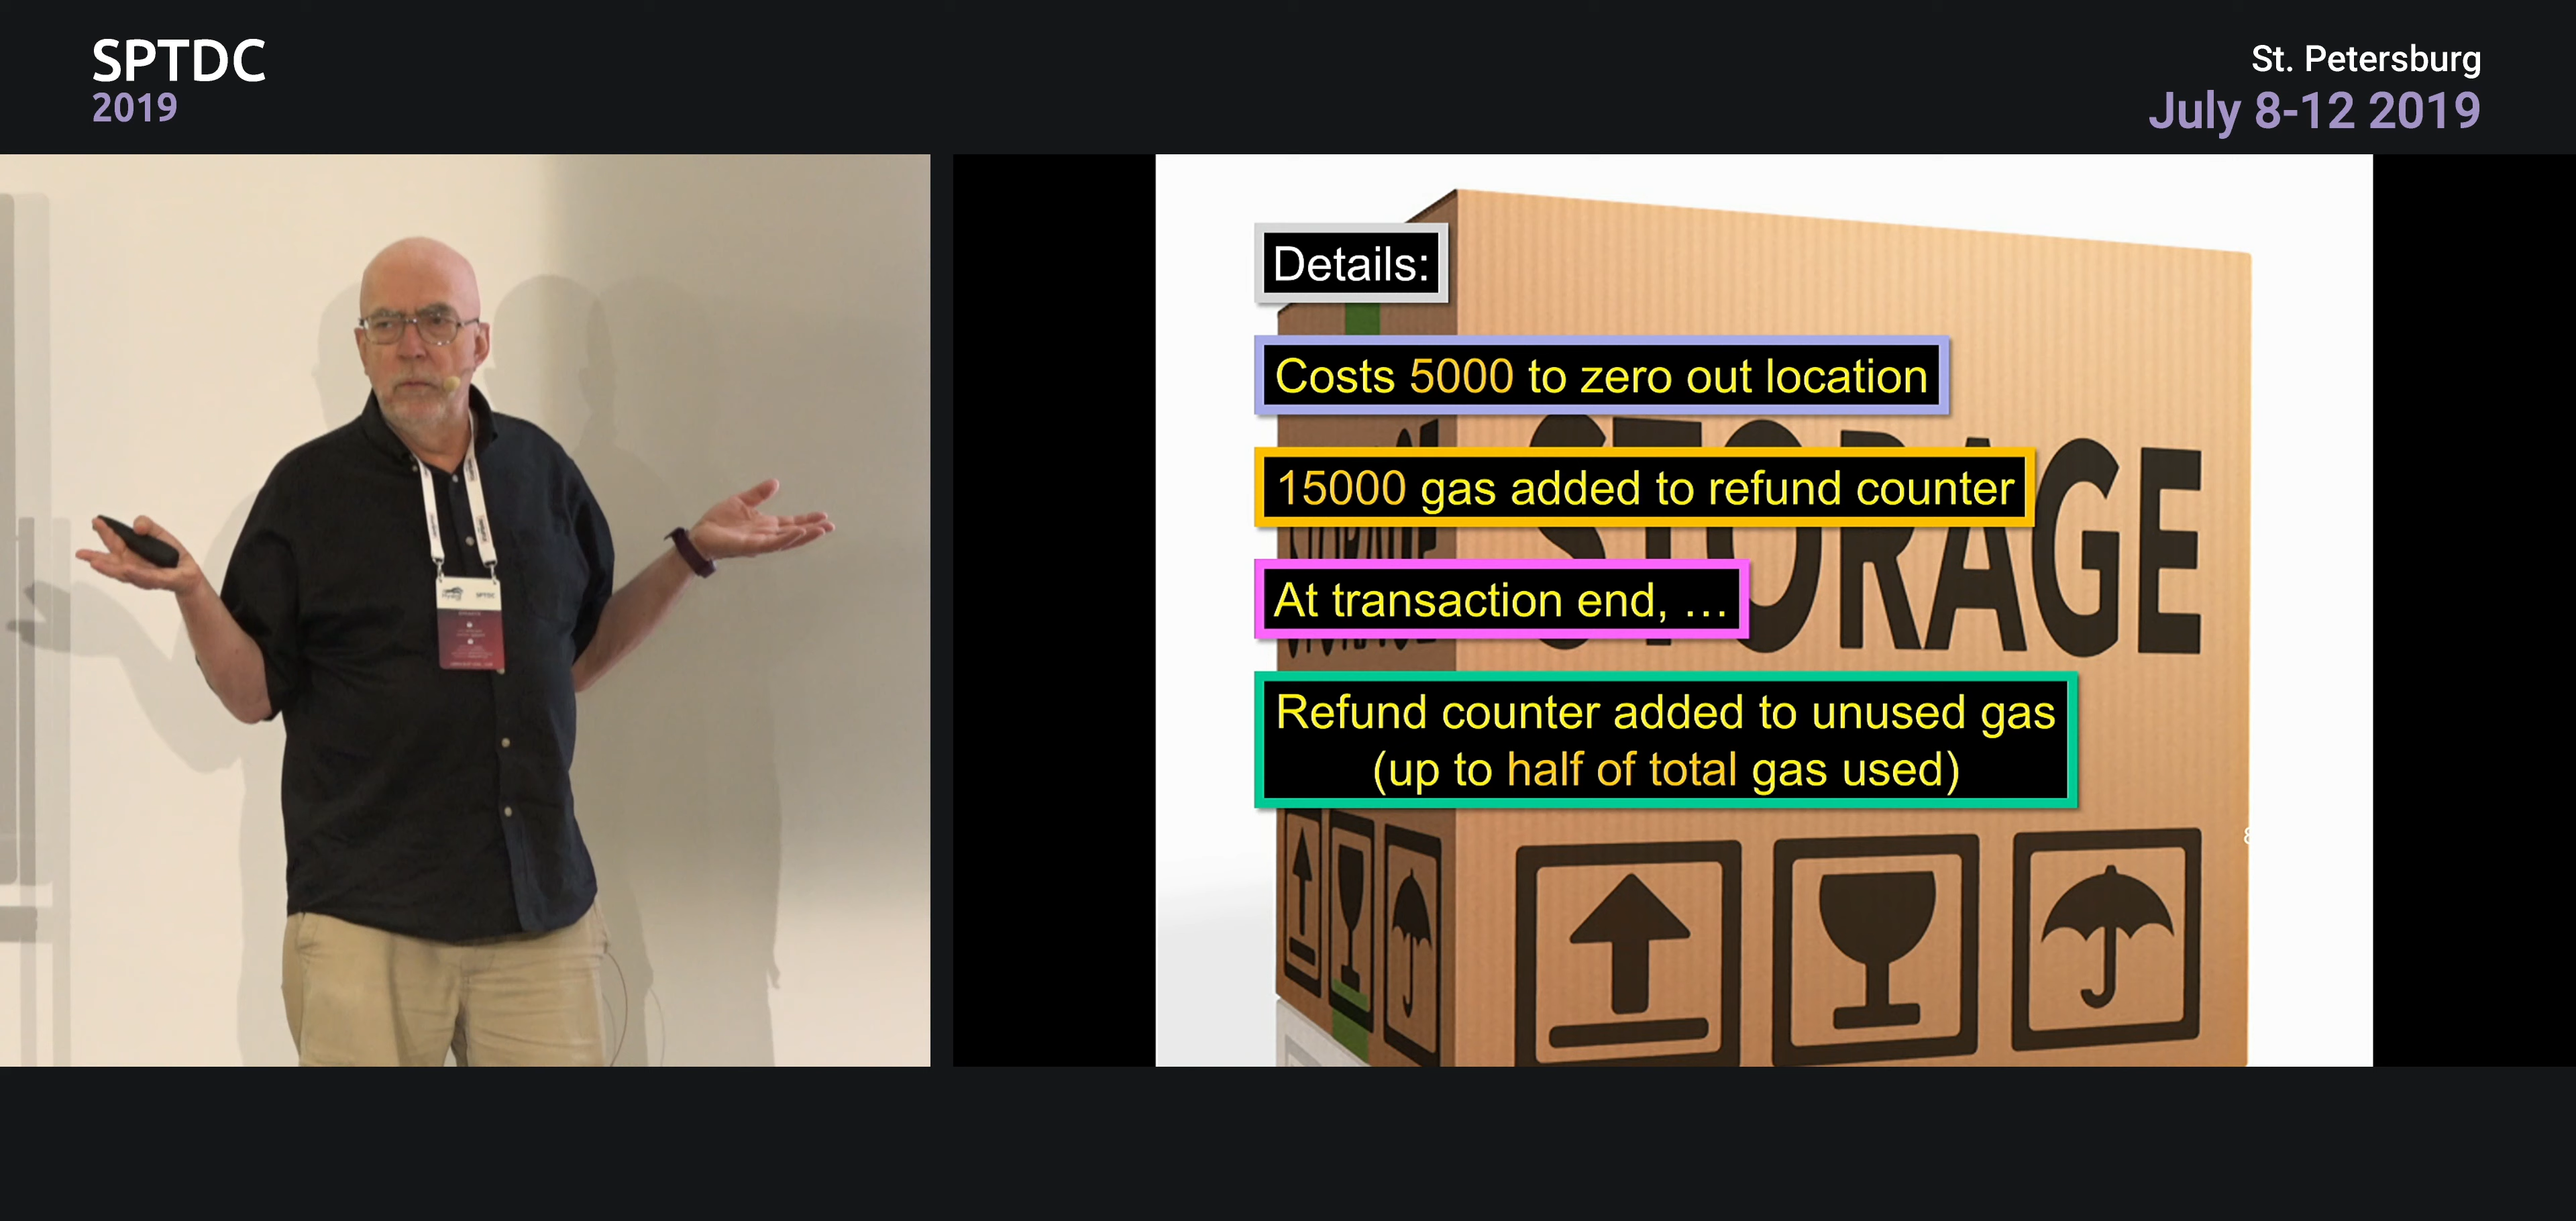 SPTDC
2019
St. Petersburg
July 8-12 2019
Details:
Costs 5000 to zero out location
15000 gas added to refund counter
At transaction end, …
Refund counter added to unused gas
(up to half of total gas used)
STORAGE
SPTDC